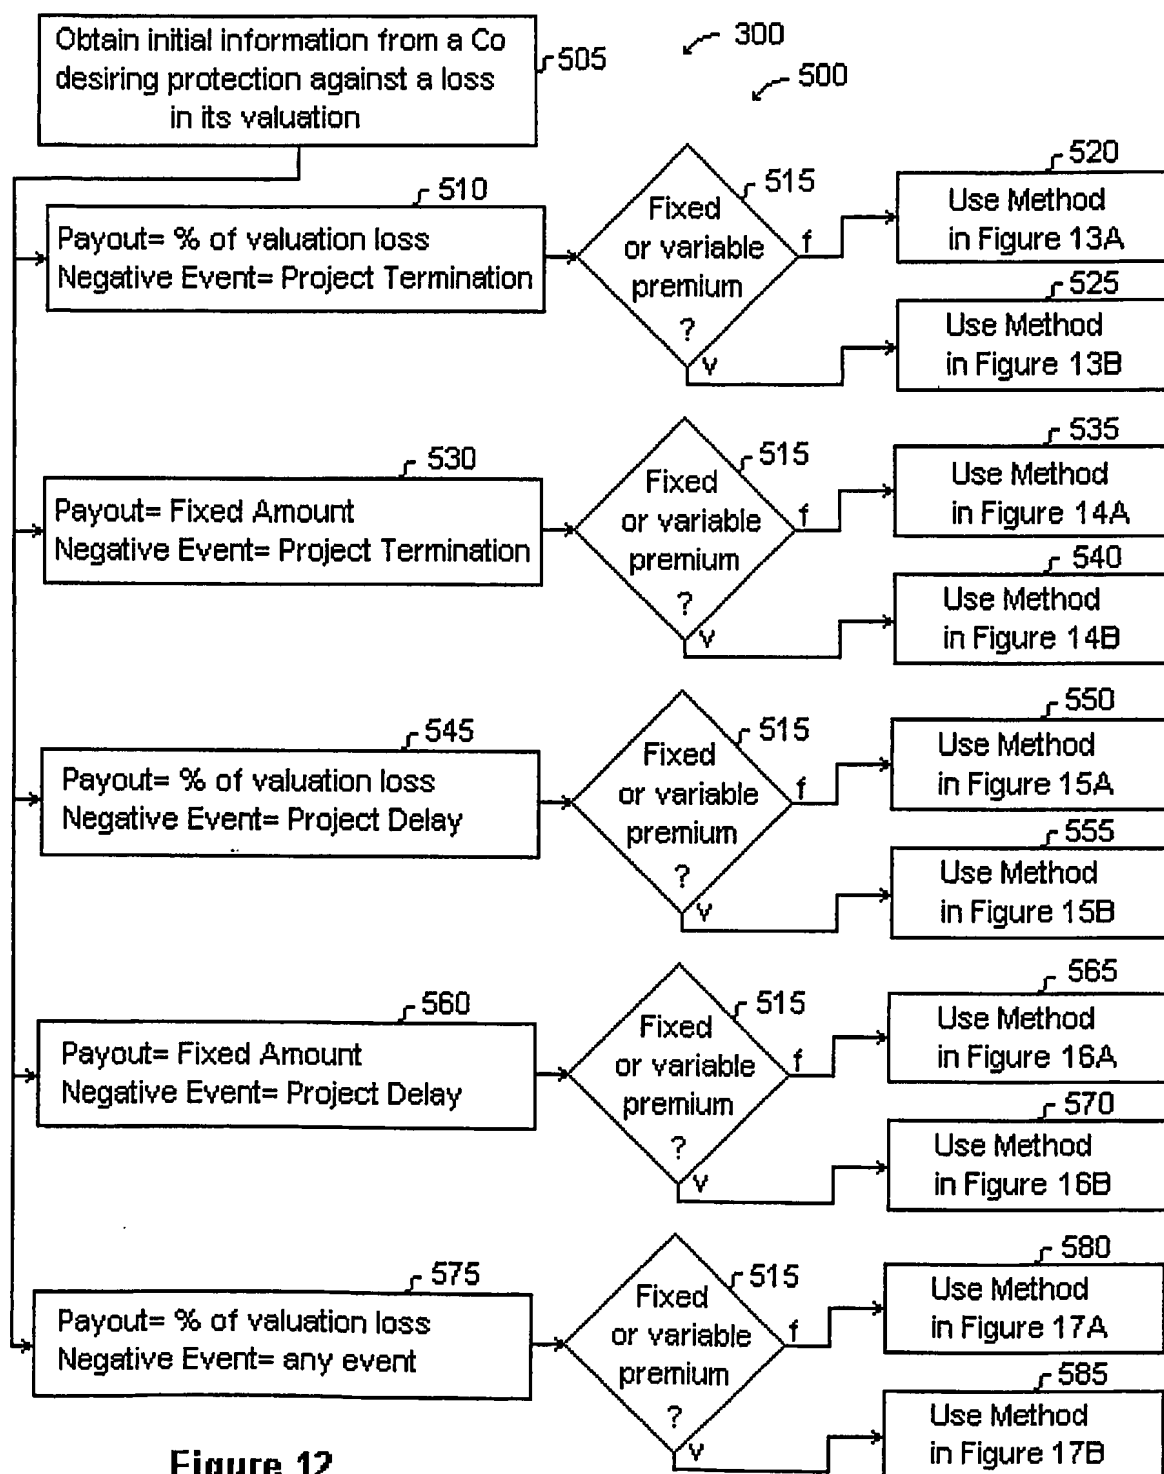 Obtain initial information from a Co
desiring protection against a loss
in its valuation
505
300
500
510
Payout= % of valuation loss
Negative Event= Project Termination
515
Fixed
or variable
premium
?
f
v
520
Use Method
in Figure 13A
525
Use Method
in Figure 13B
530
Payout= Fixed Amount
Negative Event= Project Termination
515
Fixed
or variable
premium
?
f
v
535
Use Method
in Figure 14A
540
Use Method
in Figure 14B
545
Payout= % of valuation loss
Negative Event= Project Delay
515
Fixed
or variable
premium
?
f
v
550
Use Method
in Figure 15A
555
Use Method
in Figure 15B
560
Payout= Fixed Amount
Negative Event= Project Delay
515
Fixed
or variable
premium
?
f
v
565
Use Method
in Figure 16A
570
Use Method
in Figure 16B
575
Payout= % of valuation loss
Negative Event= any event
515
Fixed
or variable
premium
?
f
v
580
Use Method
in Figure 17A
585
Use Method
in Figure 17B
Figure 12